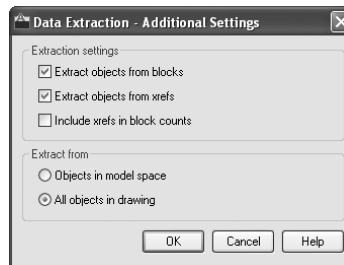 Data Extraction - Additional Settings
Extraction settings
Extract objects from blocks
Extract objects from xrefs
Include xrefs in block counts
Extract from
Objects in model space
All objects in drawing
OK Cancel Help